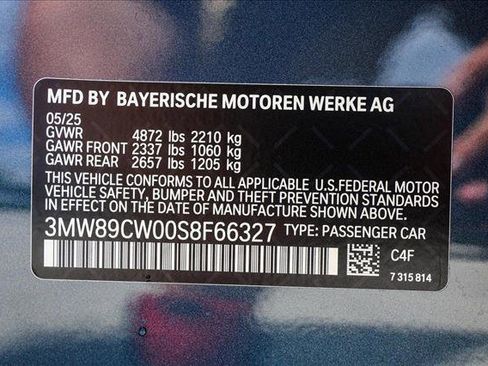 MFD BY BAYERISCHE MOTOREN WERKE AG
05/25
GVWR 4872 lbs 2210 kg
GAWR FRONT 2337 lbs 1060 kg
GAWR REAR 2657 lbs 1205 kg
THIS VEHICLE CONFORMS TO ALL APPLICABLE U.S.FEDERAL MOTOR
VEHICLE SAFETY, BUMPER, AND THEFT PREVENTION STANDARDS
IN EFFECT ON THE DATE OF MANUFACTURE SHOWN ABOVE.
3MW89CW00S8F66327 TYPE: PASSENGER CAR
C4F
7 315 814